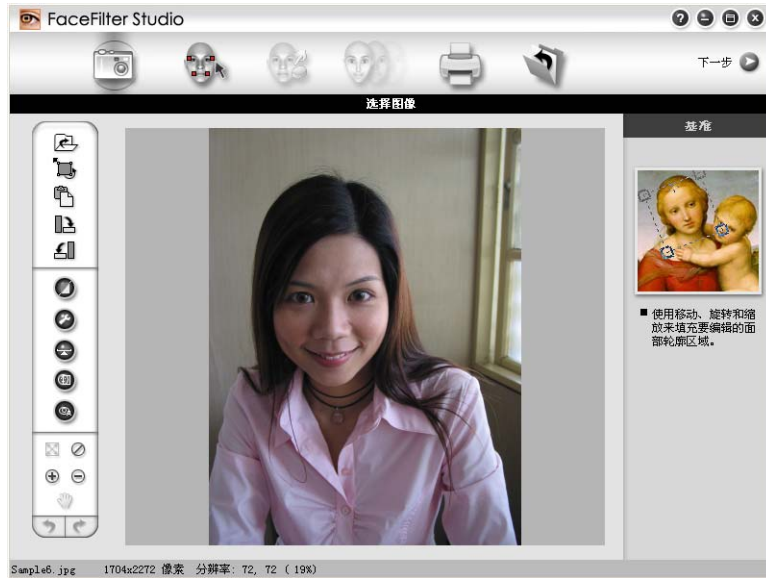 FaceFilter Studio
下一步
选择图像
基准
■ 使用移动、旋转和缩
放来填充要编辑的面
部轮廓区域。
Sample6.jpg 1704x2272 像素 分辨率: 72, 72 ( 19%)